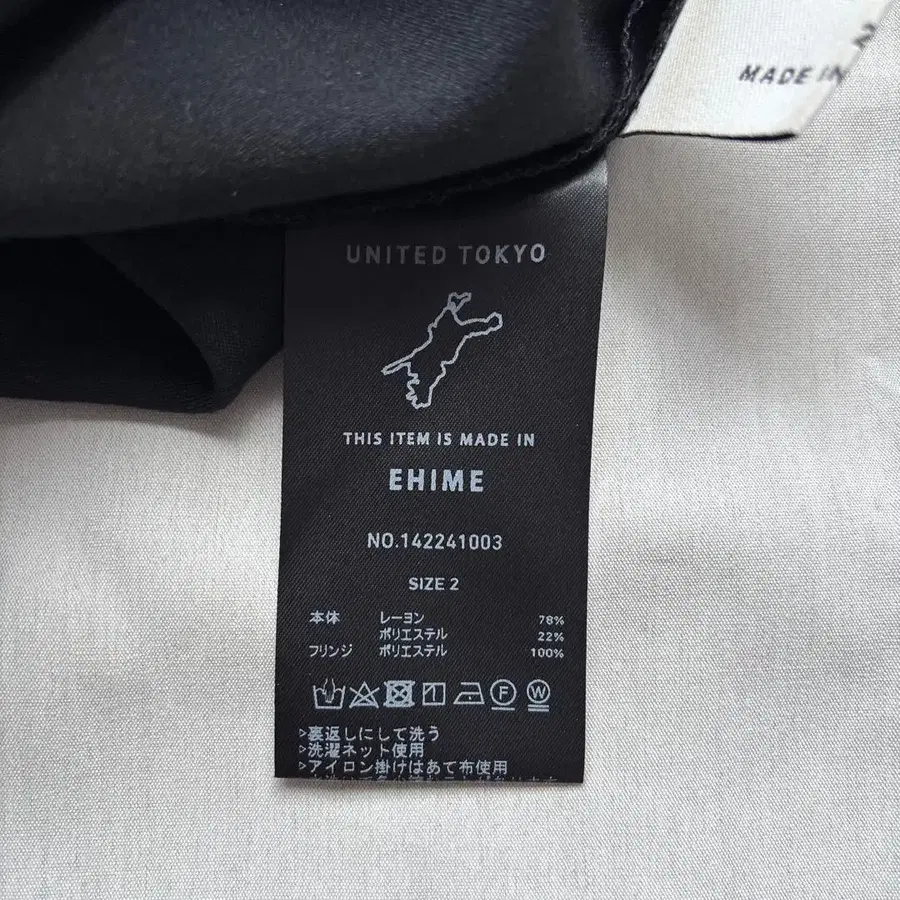 2
MADE IN
UNITED TOKYO
THIS ITEM IS MADE IN
EHIME
NO.142241003
SIZE 2
本体 レーヨン 78%
ポリエステル 22%
フリンジ ポリエステル 100%
F W
>裏返しにして洗う
>洗濯ネット使用
>アイロン掛けはあて布使用